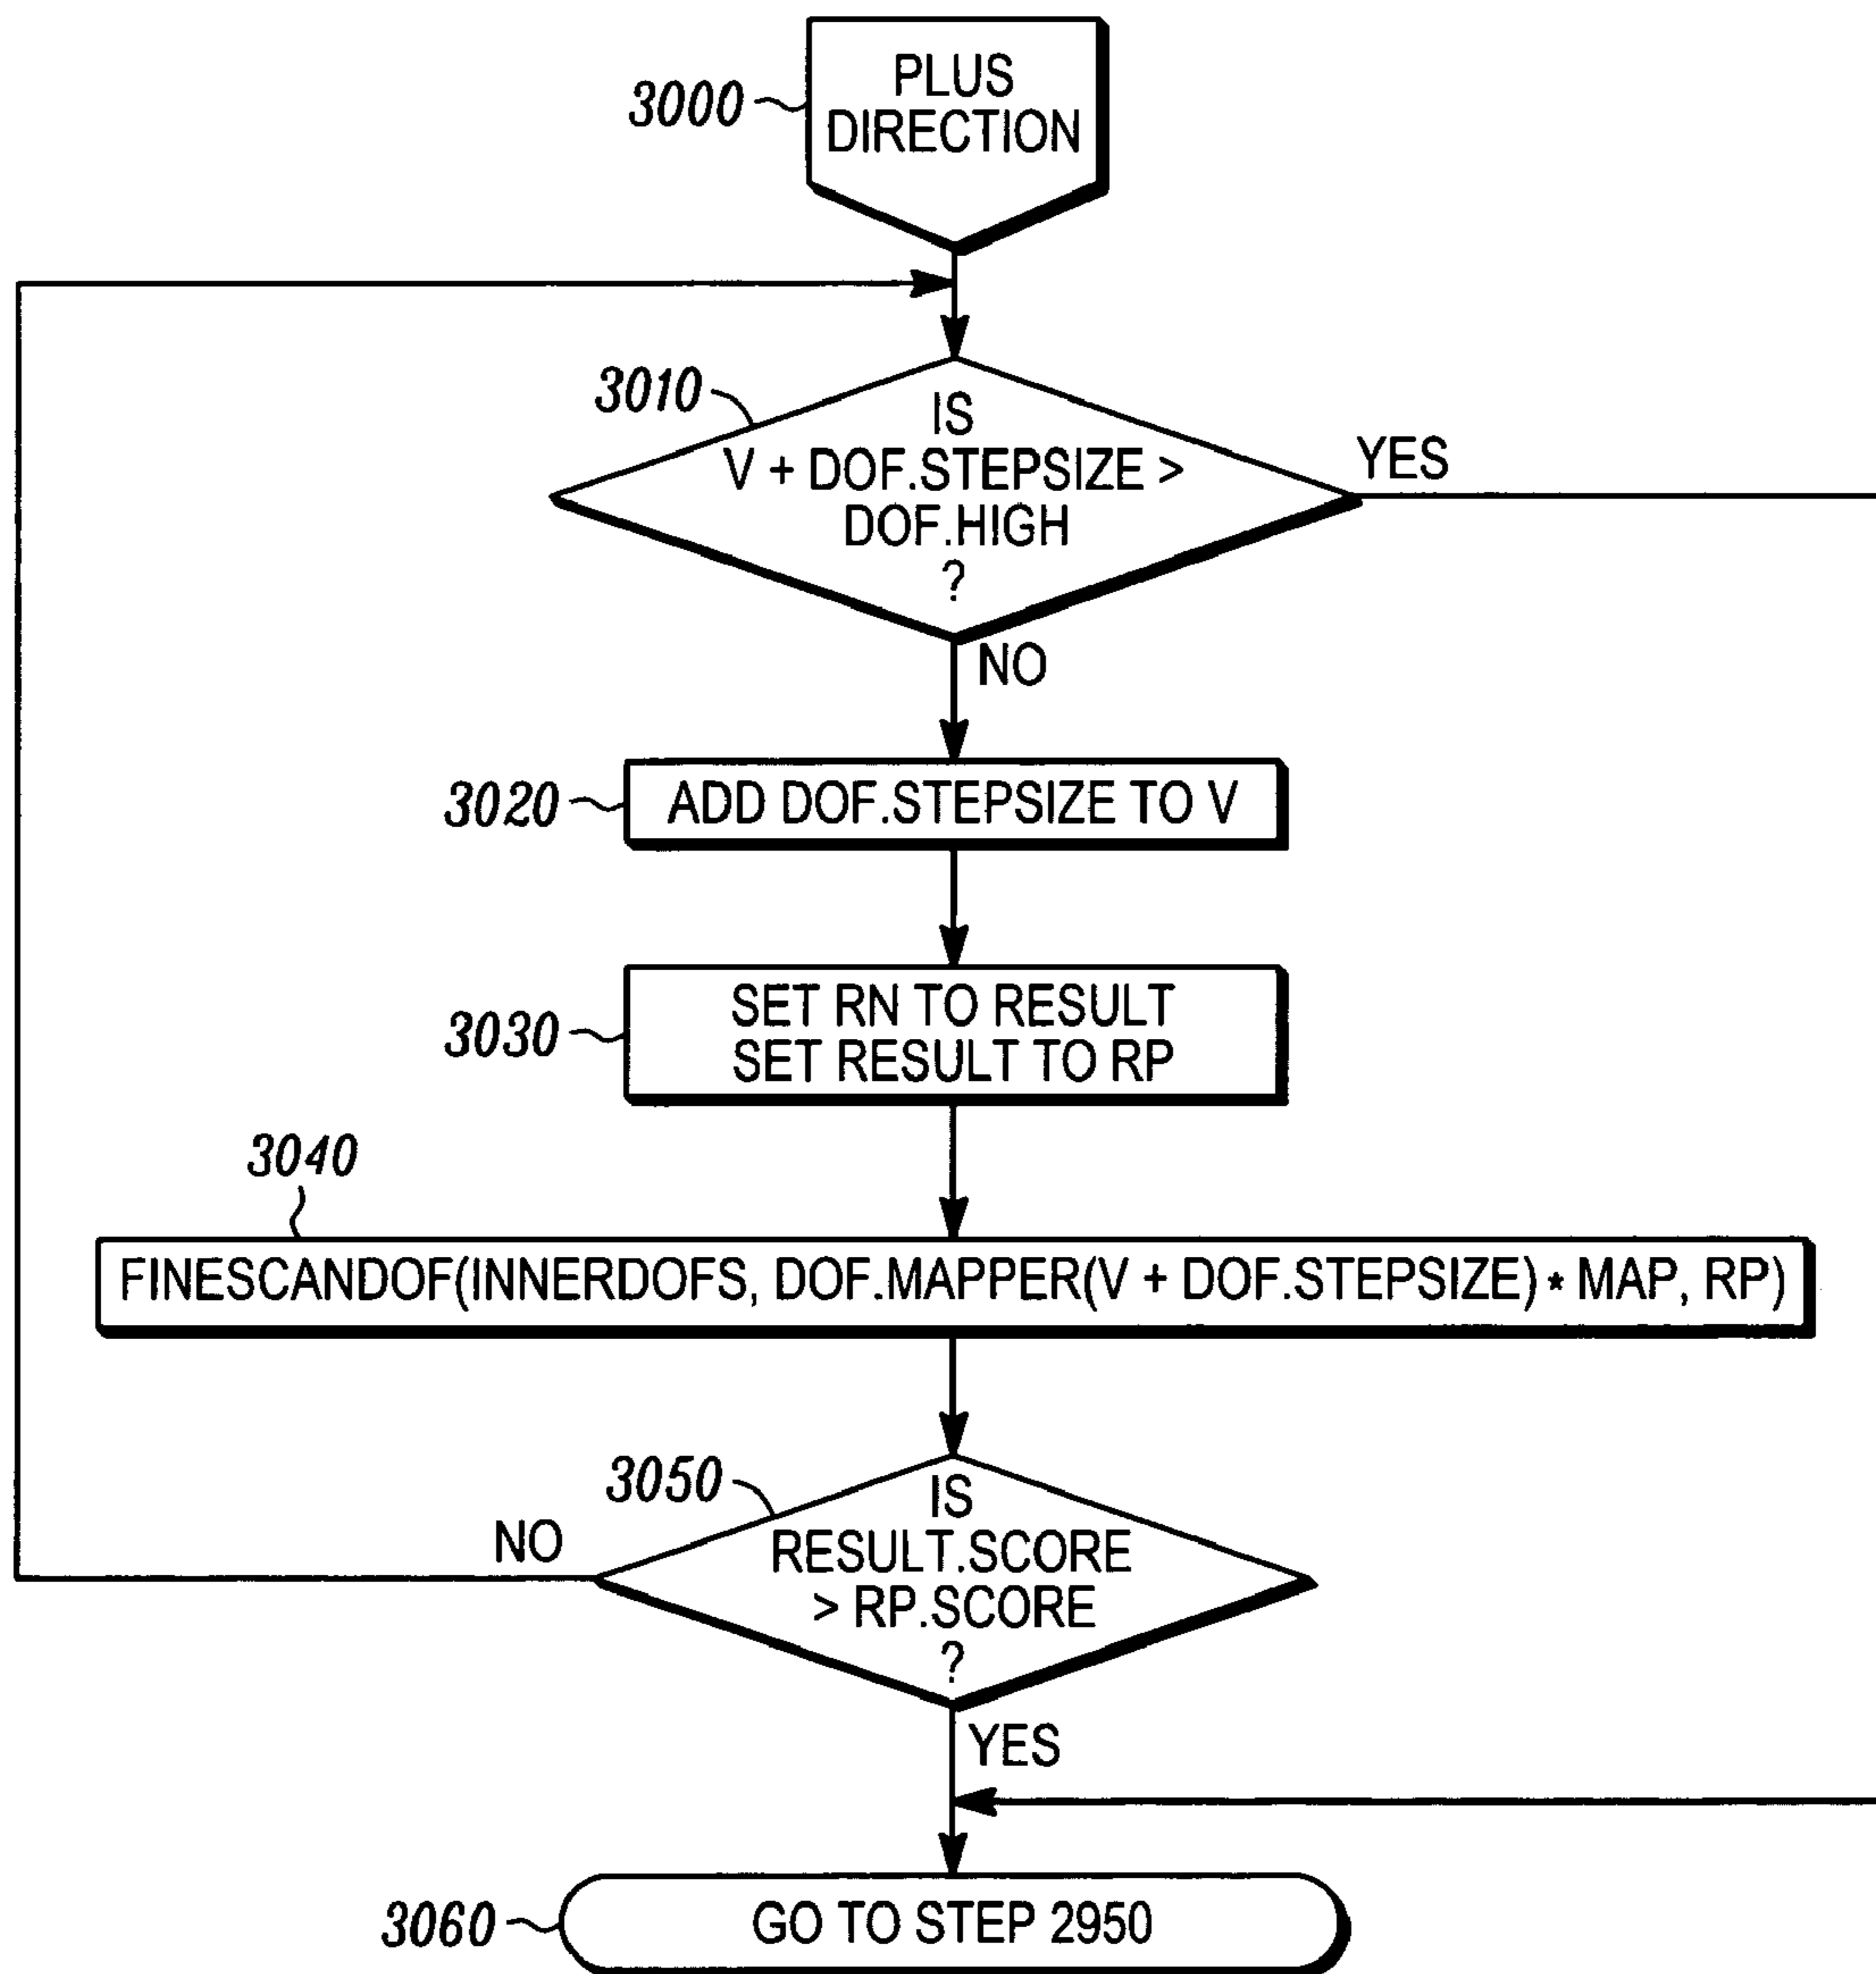 PLUS
DIRECTION
3000
3010
IS
V + DOF.STEPSIZE >
DOF.HIGH
?
YES
NO
3020
ADD DOF.STEPSIZE TO V
3030
SET RN TO RESULT
SET RESULT TO RP
3040
FINESCANDOF(INNERDOFS, DOF.MAPPER(V + DOF.STEPSIZE) * MAP, RP)
3050
IS
RESULT.SCORE
> RP.SCORE
?
NO
YES
3060
GO TO STEP 2950